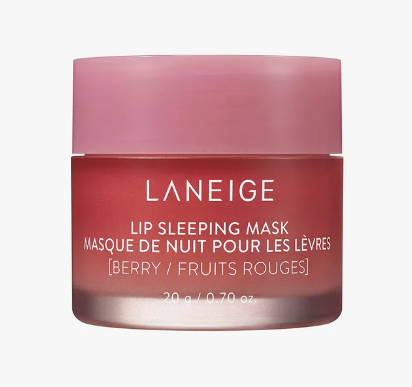 LANEIGE
LIP SLEEPING MASK
MASQUE DE NUIT POUR LES LÈVRES
[BERRY / FRUITS ROUGES]
20 g / 0.70 oz.